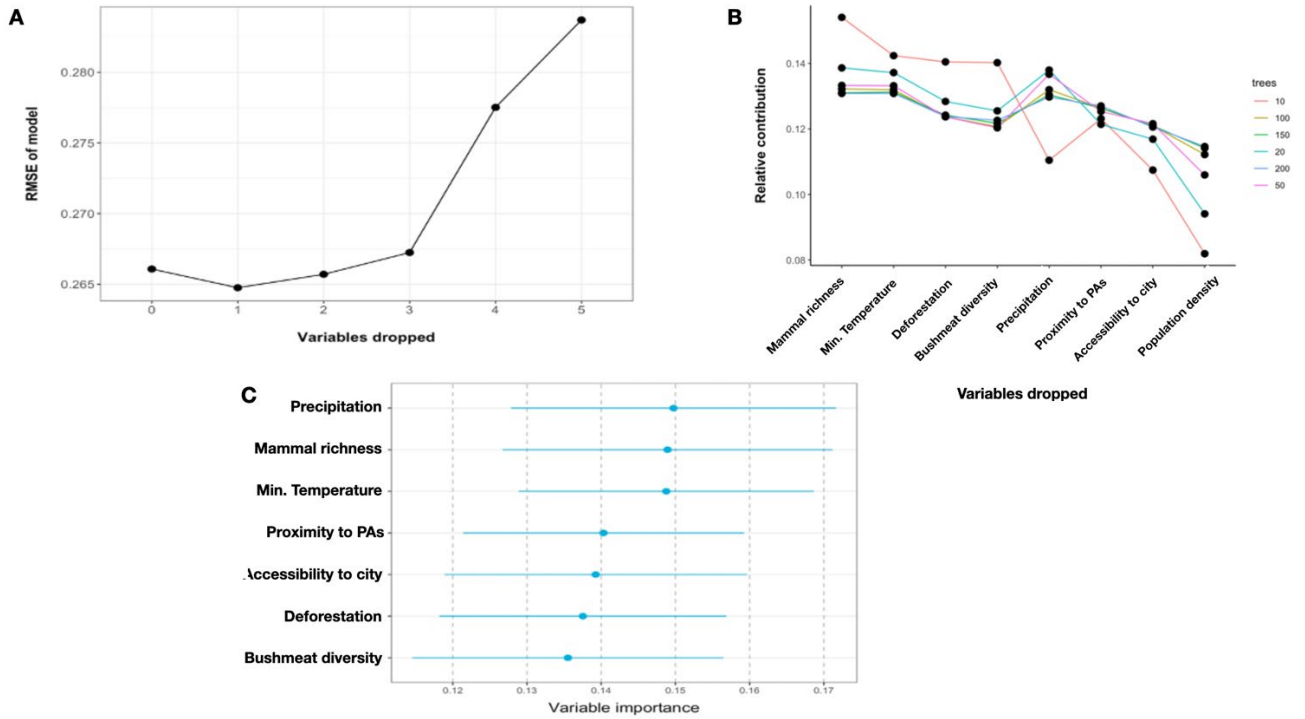 A
RMSE of model
0.280
0.275
0.270
0.265
0
1
2
3
4
5
Variables dropped
B
Relative contribution
0.14
0.12
0.10
0.08
Mammal richness
Min. Temperature
Deforestation
Bushmeat diversity
Precipitation
Proximity to PAs
Accessibility to city
Population density
Variables dropped
trees
10
100
150
20
200
50
C
Precipitation
Mammal richness
Min. Temperature
Proximity to PAs
Accessibility to city
Deforestation
Bushmeat diversity
0.12
0.13
0.14
0.15
0.16
0.17
Variable importance